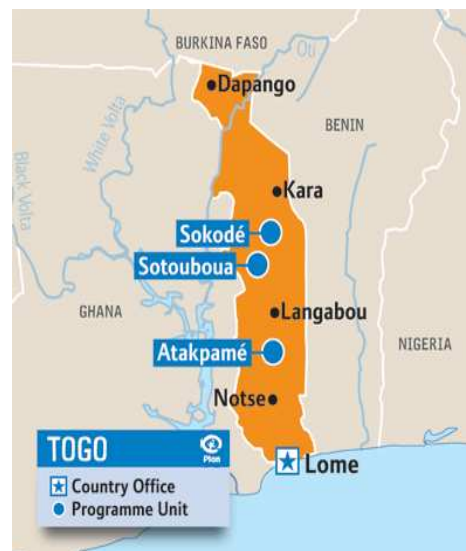 BURKINA FASO
Oti
Dapango
White Volta
BENIN
Black Volta
Kara
Sokodé
Sotouboua
GHANA
Langabou
NIGERIA
Atakpamé
Notse
TOGO
Plan
Lome
Country Office
Programme Unit